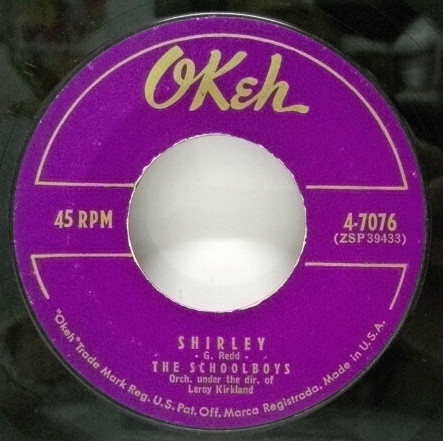 OKeh
45 RPM
4-7076
(ZSP 39433)
SHIRLEY
- G. Redd -
THE SCHOOLBOYS
Orch. under the dir. of
Leroy Kirkland
"Okeh" Trade Mark Reg. U.S. Pat. Off. Marca Registrada. Made in U.S.A.